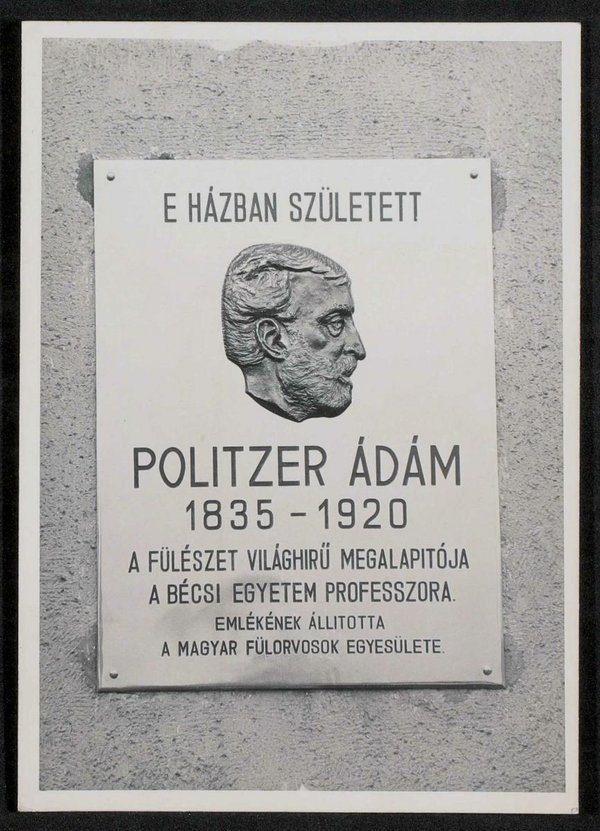 E HÁZBAN SZÜLETETT
POLITZER ÁDÁM
1835 – 1920
A FÜLÉSZET VILÁGHIRŰ MEGALAPITÓJA
A BÉCSI EGYETEM PROFESSZORA.
EMLÉKÉNEK ÁLLITOTTA
A MAGYAR FÜLORVOSOK EGYESÜLETE.